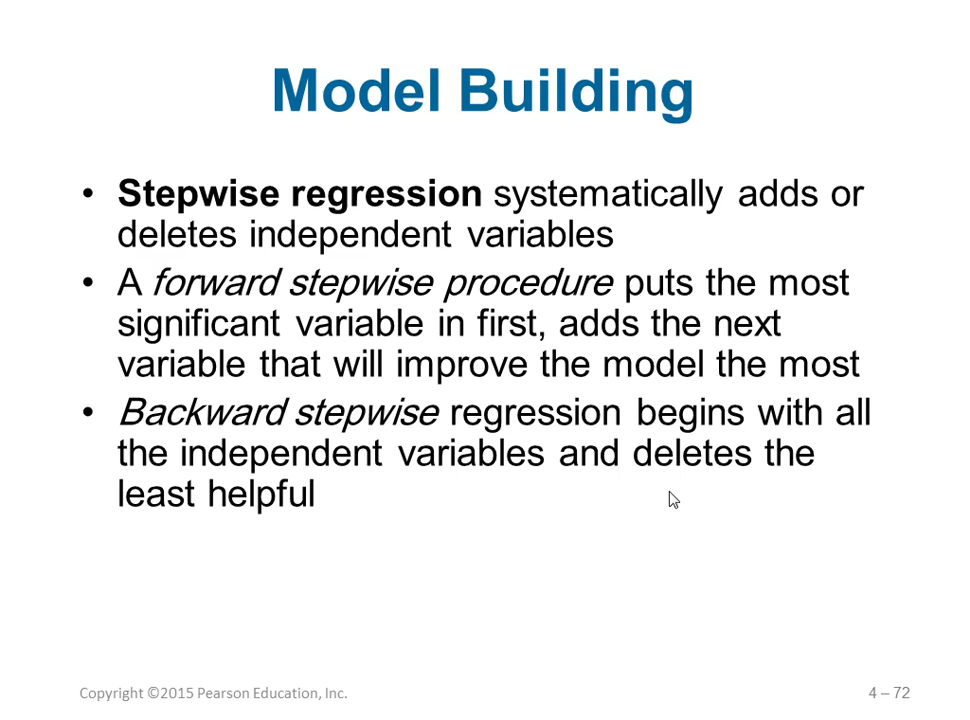 Model Building
• Stepwise regression systematically adds or
deletes independent variables
• A forward stepwise procedure puts the most
significant variable in first, adds the next
variable that will improve the model the most
• Backward stepwise regression begins with all
the independent variables and deletes the
least helpful
Copyright ©2015 Pearson Education, Inc.
4 – 72